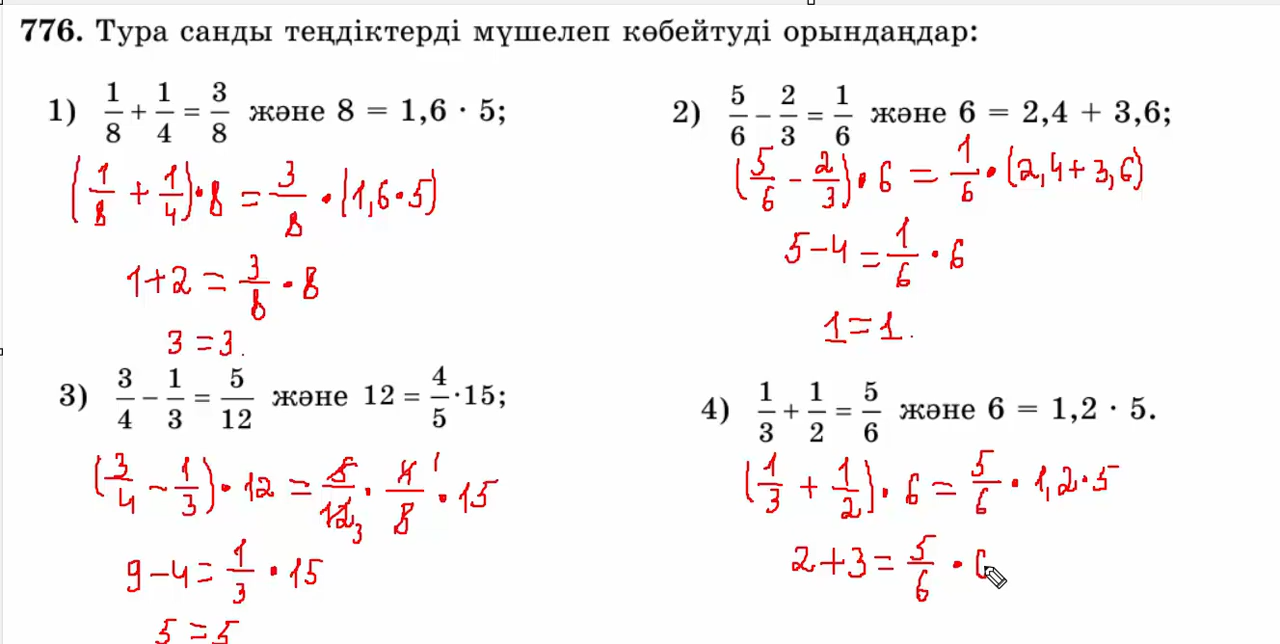 776. Тура санды теңдіктерді мүшелеп көбейтуді орындаңдар:
1) 1/8 + 1/4 = 3/8 және 8 = 1,6 · 5;
(1/8 + 1/4) · 8 = 3/8 · (1,6 · 5)
1 + 2 = 3/8 · 8
3 = 3.
2) 5/6 − 2/3 = 1/6 және 6 = 2,4 + 3,6;
(5/6 − 2/3) · 6 = 1/6 · (2,4 + 3,6)
5 − 4 = 1/6 · 6
1 = 1.
3) 3/4 − 1/3 = 5/12 және 12 = 4/5 · 15;
(3/4 − 1/3) · 12 = 5/12 3 · 4 1/5 · 15
9 − 4 = 1/3 · 15
5 = 5
4) 1/3 + 1/2 = 5/6 және 6 = 1,2 · 5.
(1/3 + 1/2) · 6 = 5/6 · 1,2 · 5
2 + 3 = 5/6 ·